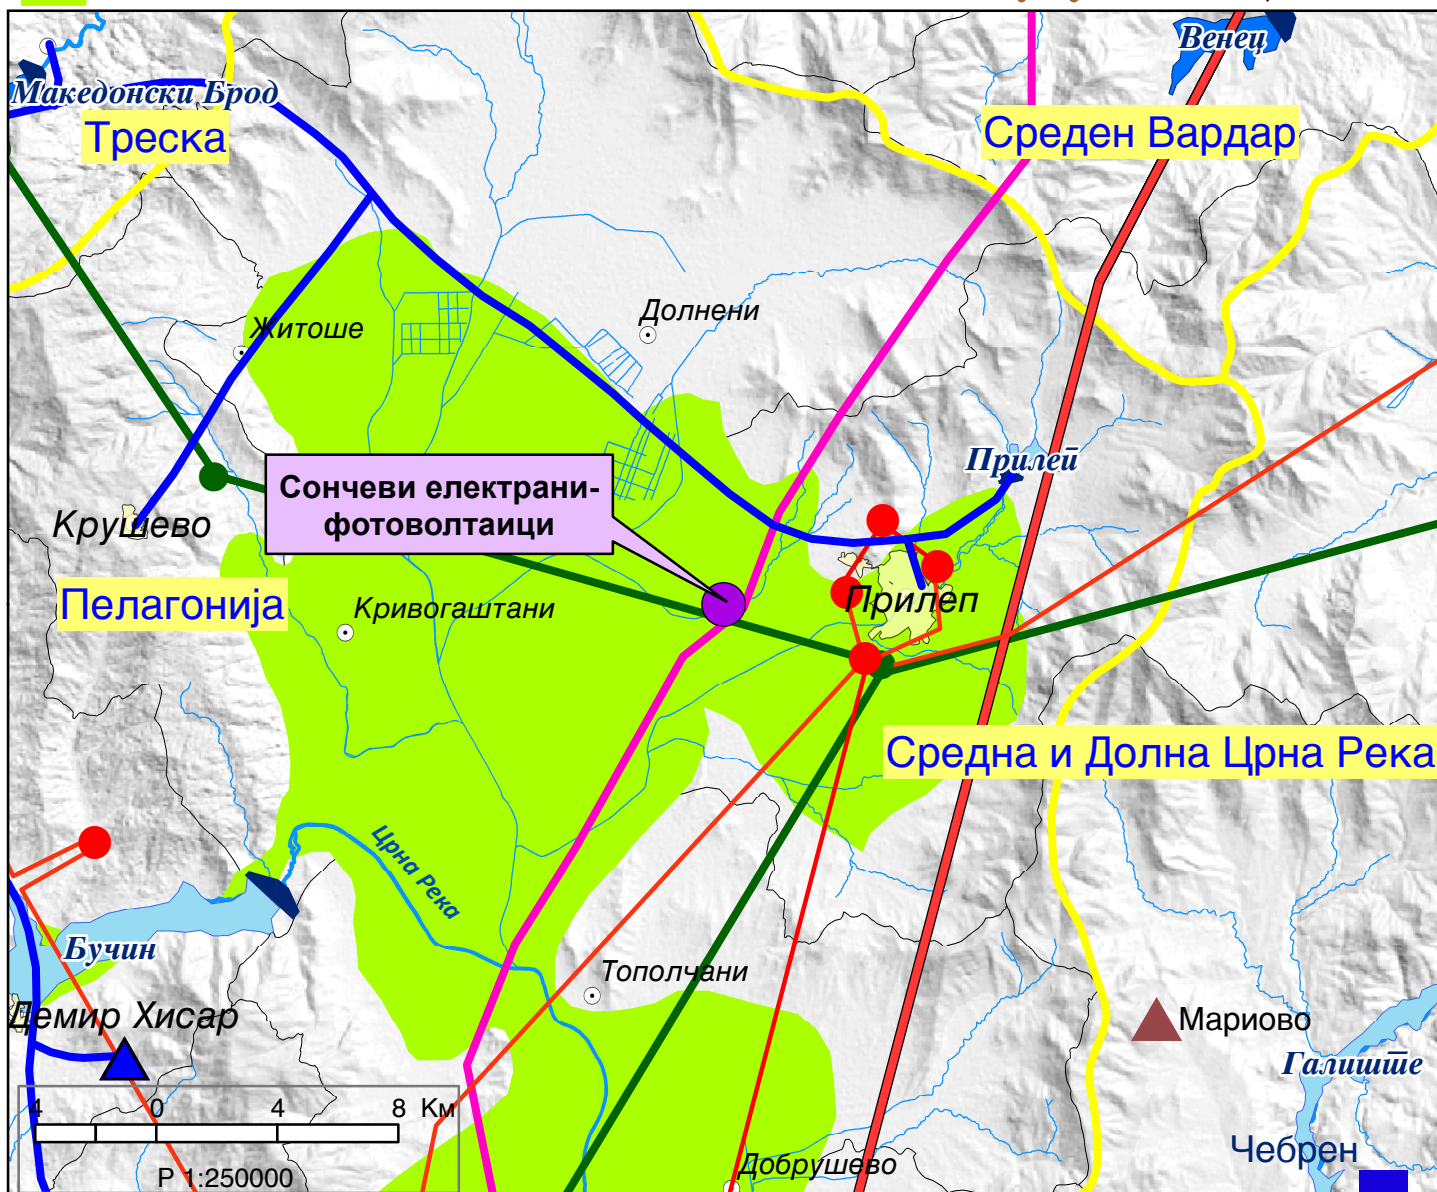 Венец
Македонски Брод
Треска
Среден Вардар
Долнени
Житоше
Прилеп
Сончеви електрани-
фотоволтаици
Крушево
Прилеп
Пелагонија
Кривогаштани
Средна и Долна Црна Река
Црна Река
Бучин
Тополчани
Демир Хисар
Мариово
Галиште
4 0 4 8 Км
Чебрен
Добрушево
Р 1:250000